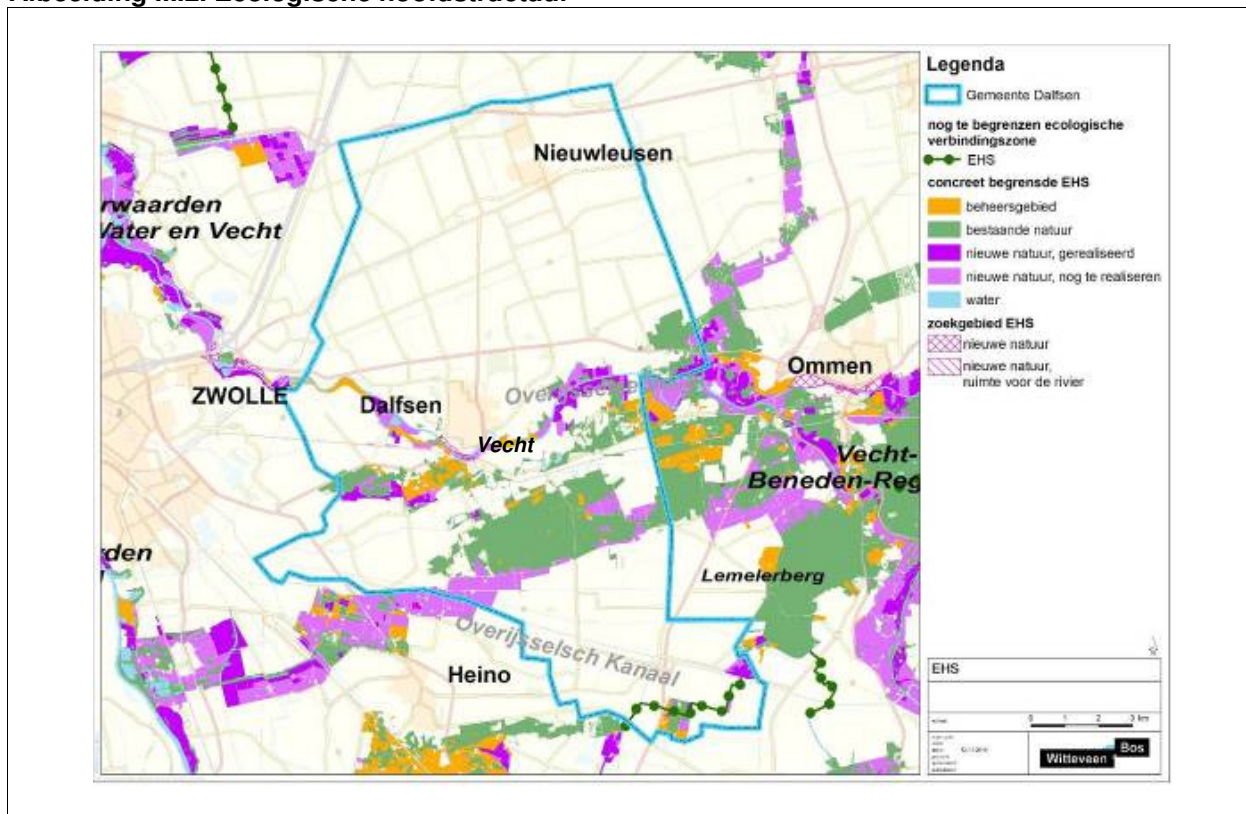 Nieuwleusen
rwaarden
Water en Vecht
Ommen
ZWOLLE
Dalfsen
Vecht
Vecht-
Beneden-Reg
rden
Lemelerberg
Overijsselsch Kanaal
Heino
Legenda
Gemeente Dalfsen
nog te begrenzen ecologische
verbindingszone
EHS
concreet begrensde EHS
beheersgebied
bestaande natuur
nieuwe natuur, gerealiseerd
nieuwe natuur, nog te realiseren
water
zoekgebied EHS
nieuwe natuur
nieuwe natuur,
ruimte voor de rivier
EHS
0 1 2 3 km
Witteveen Bos